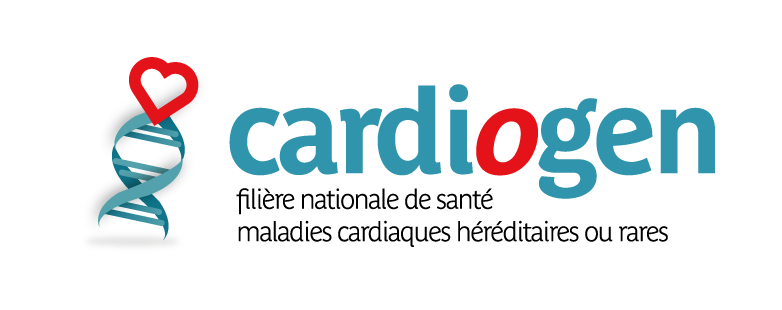 cardiogen
filière nationale de santé
maladies cardiaques héréditaires ou rares